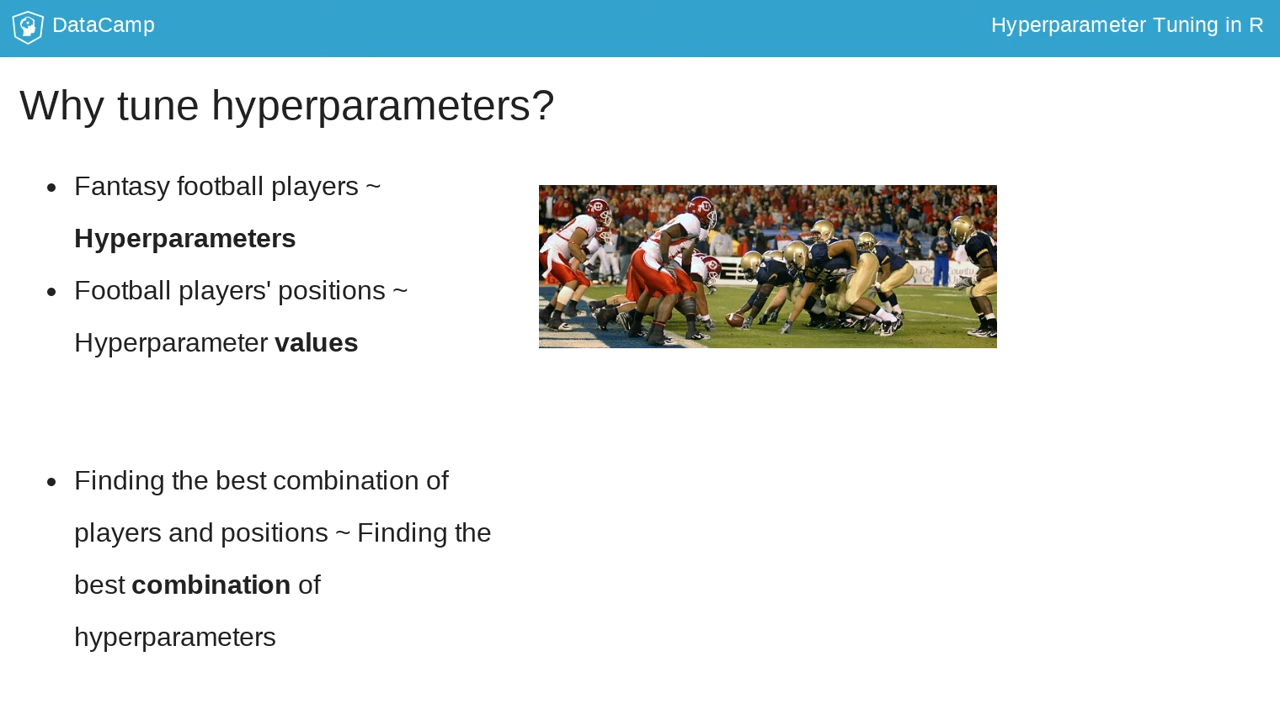 DataCamp
Hyperparameter Tuning in R
Why tune hyperparameters?
Fantasy football players ~
Hyperparameters
Football players' positions ~
Hyperparameter values
Finding the best combination of
players and positions ~ Finding the
best combination of
hyperparameters